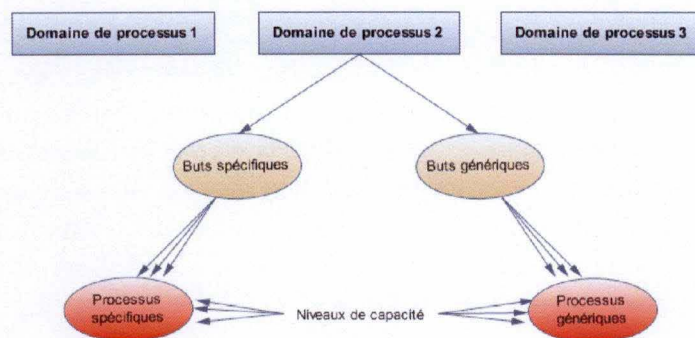 Domaine de processus 1
Domaine de processus 2
Domaine de processus 3
Buts spécifiques
Buts génériques
Processus
spécifiques
Niveaux de capacité
Processus
génériques